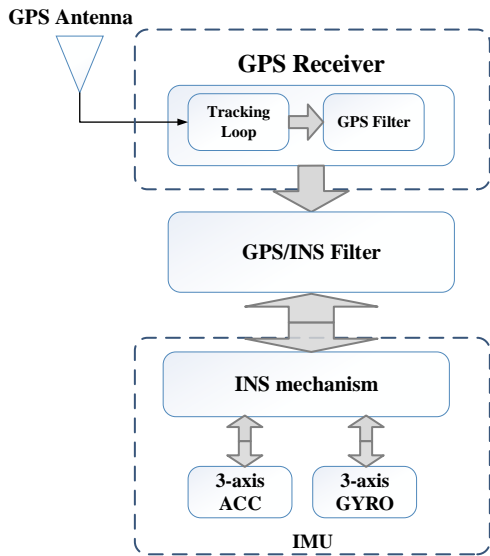 GPS Antenna
GPS Receiver
Tracking
Loop
GPS Filter
GPS/INS Filter
INS mechanism
3-axis
ACC
3-axis
GYRO
IMU